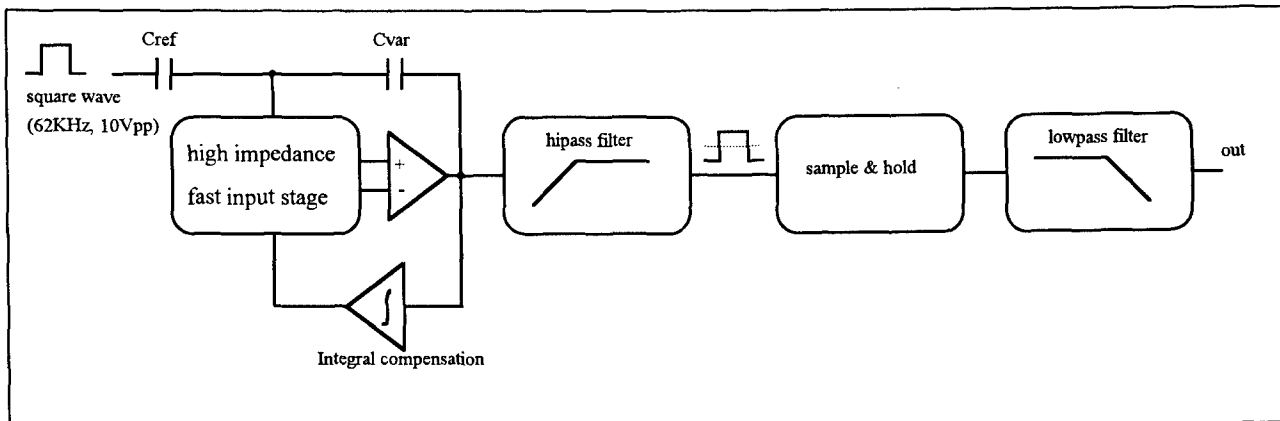 Cref
Cvar
square wave
(62KHz, 10Vpp)
high impedance
fast input stage
+
-
hipass filter
sample & hold
lowpass filter
out
∫
Integral compensation